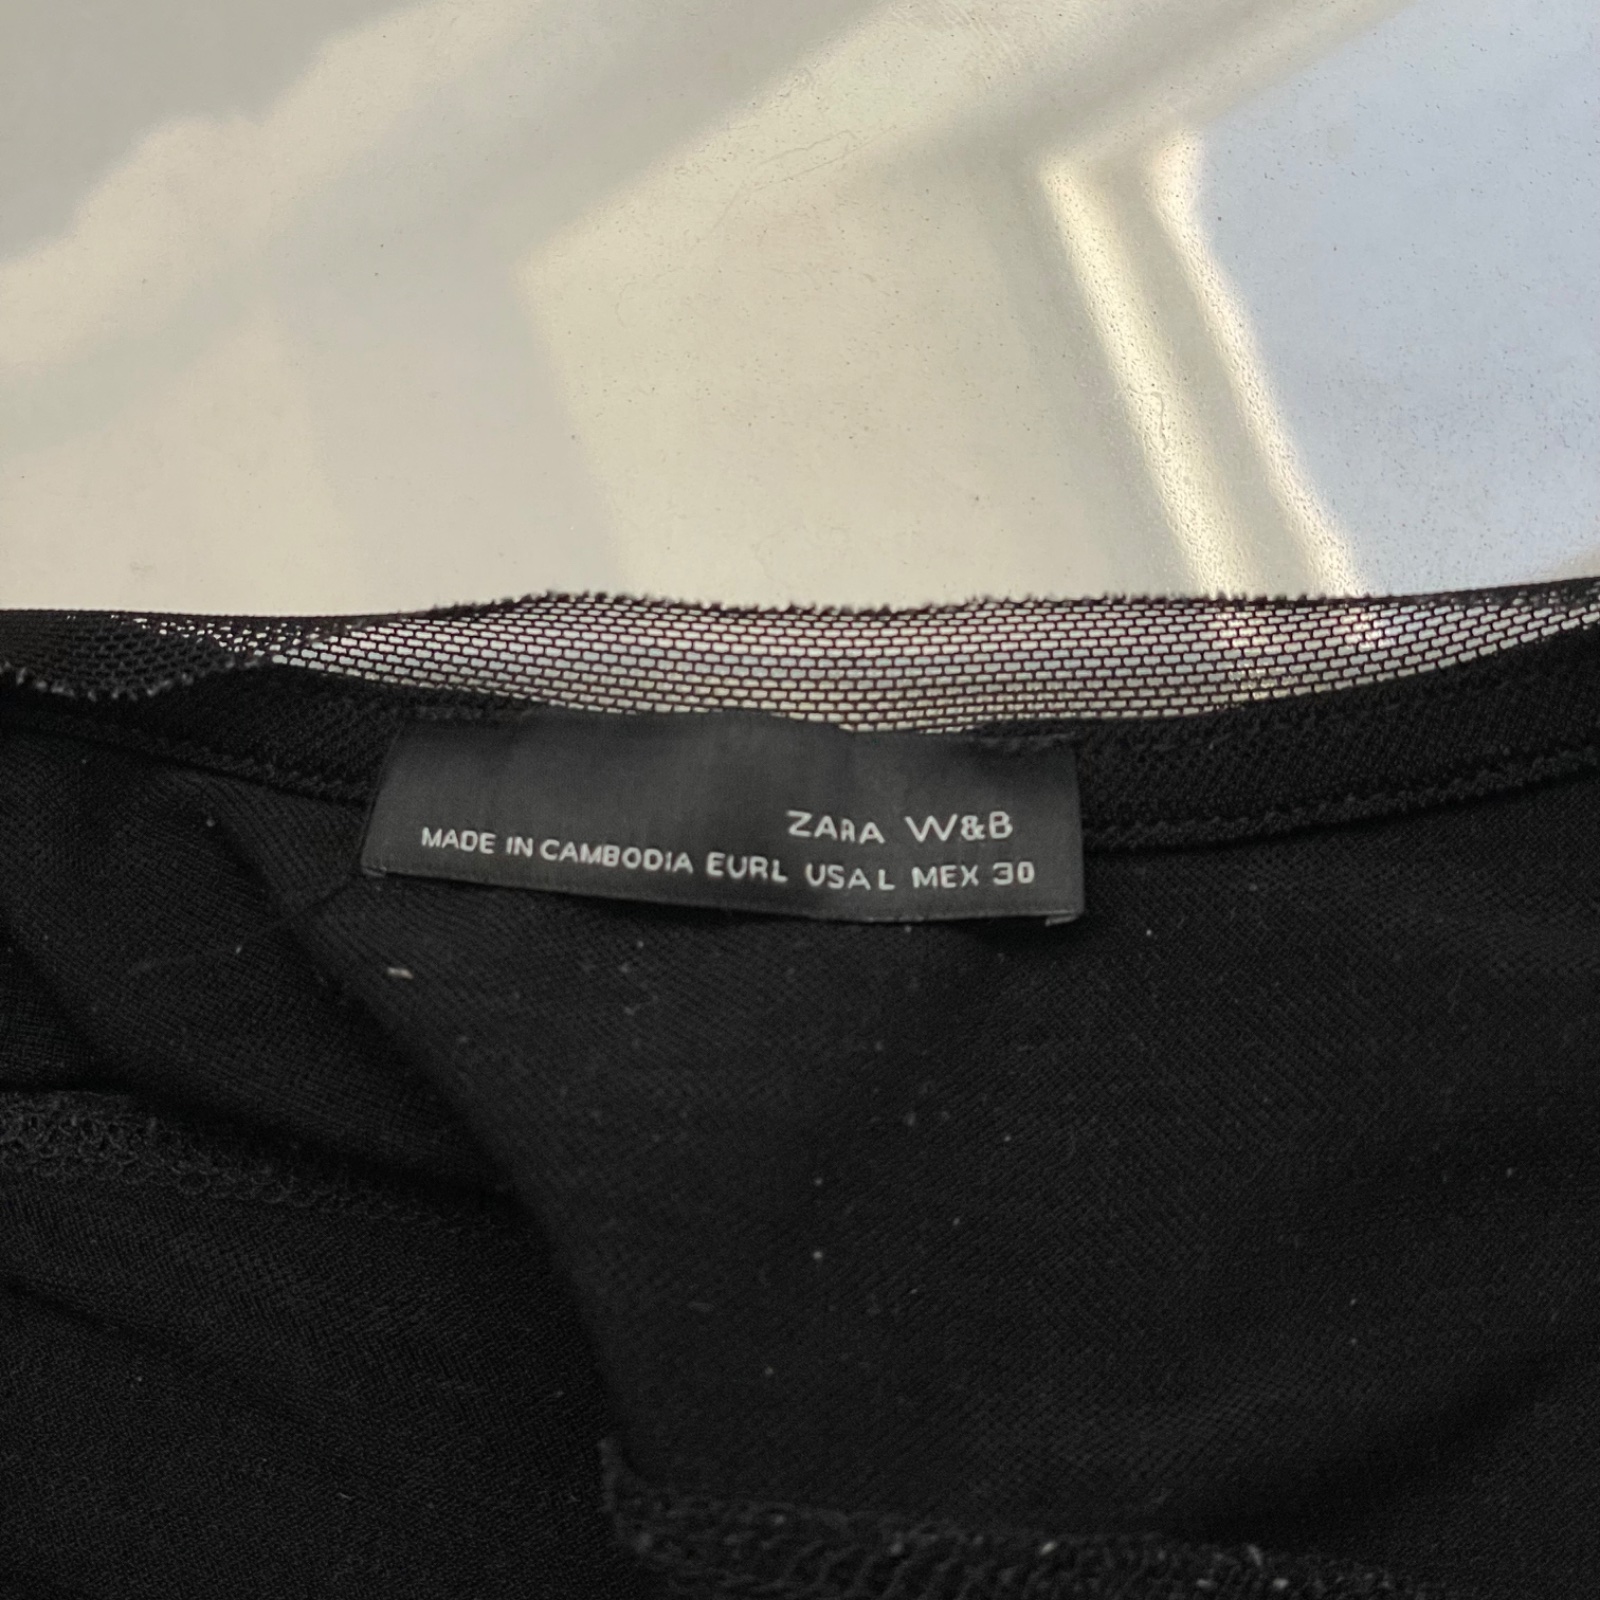 ZARA W&B
MADE IN CAMBODIA EUR L USA L MEX 30